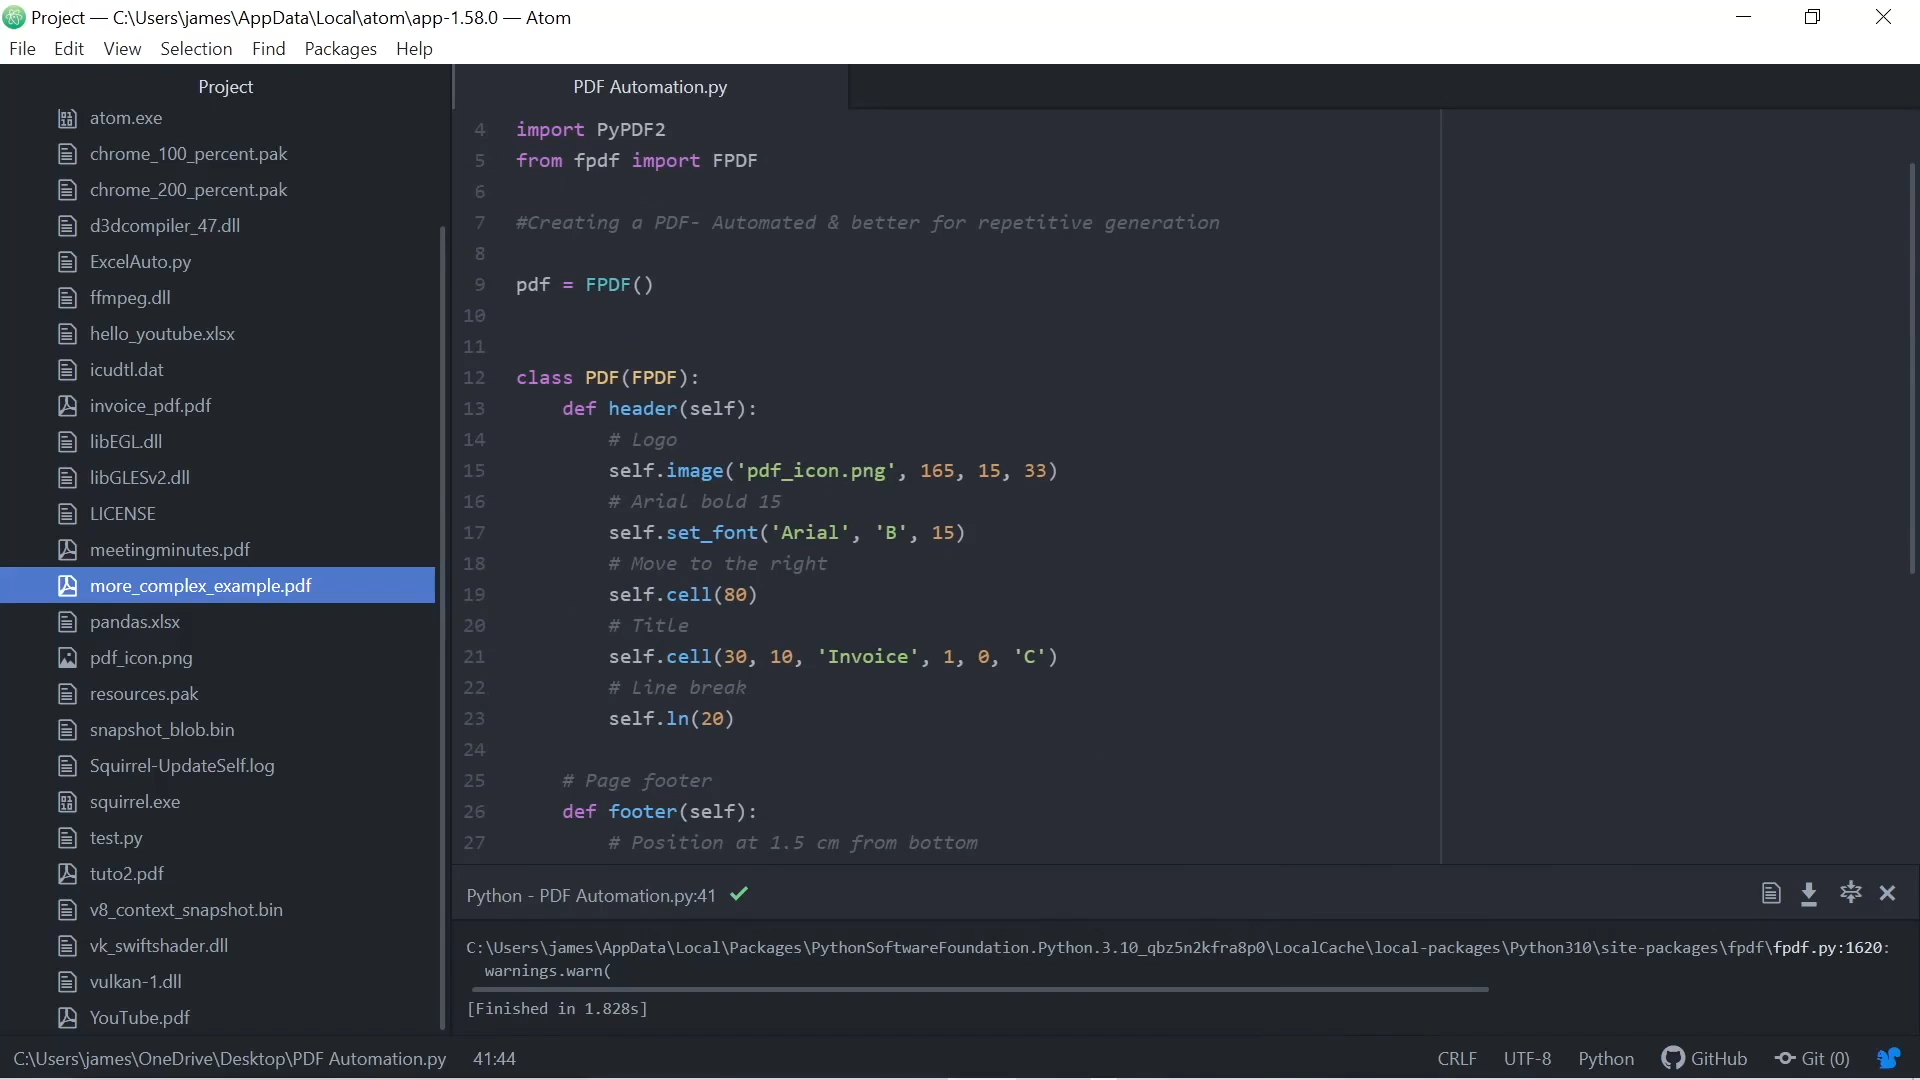 Project — C:\Users\james\AppData\Local\atom\app-1.58.0 — Atom
File Edit View Selection Find Packages Help
Project
atom.exe
chrome_100_percent.pak
chrome_200_percent.pak
d3dcompiler_47.dll
ExcelAuto.py
ffmpeg.dll
hello_youtube.xlsx
icudtl.dat
invoice_pdf.pdf
libEGL.dll
libGLESv2.dll
LICENSE
meetingminutes.pdf
more_complex_example.pdf
pandas.xlsx
pdf_icon.png
resources.pak
snapshot_blob.bin
Squirrel-UpdateSelf.log
squirrel.exe
test.py
tuto2.pdf
v8_context_snapshot.bin
vk_swiftshader.dll
vulkan-1.dll
YouTube.pdf
PDF Automation.py
4 import PyPDF2
5 from fpdf import FPDF
6
7 #Creating a PDF- Automated & better for repetitive generation
8
9 pdf = FPDF()
10
11
12 class PDF(FPDF):
13 def header(self):
14 # Logo
15 self.image('pdf_icon.png', 165, 15, 33)
16 # Arial bold 15
17 self.set_font('Arial', 'B', 15)
18 # Move to the right
19 self.cell(80)
20 # Title
21 self.cell(30, 10, 'Invoice', 1, 0, 'C')
22 # Line break
23 self.ln(20)
24
25 # Page footer
26 def footer(self):
27 # Position at 1.5 cm from bottom
Python - PDF Automation.py:41
C:\Users\james\AppData\Local\Packages\PythonSoftwareFoundation.Python.3.10_qbz5n2kfra8p0\LocalCache\local-packages\Python310\site-packages\fpdf\fpdf.py:1620:
warnings.warn(
[Finished in 1.828s]
C:\Users\james\OneDrive\Desktop\PDF Automation.py 41:44 CRLF UTF-8 Python GitHub Git (0)